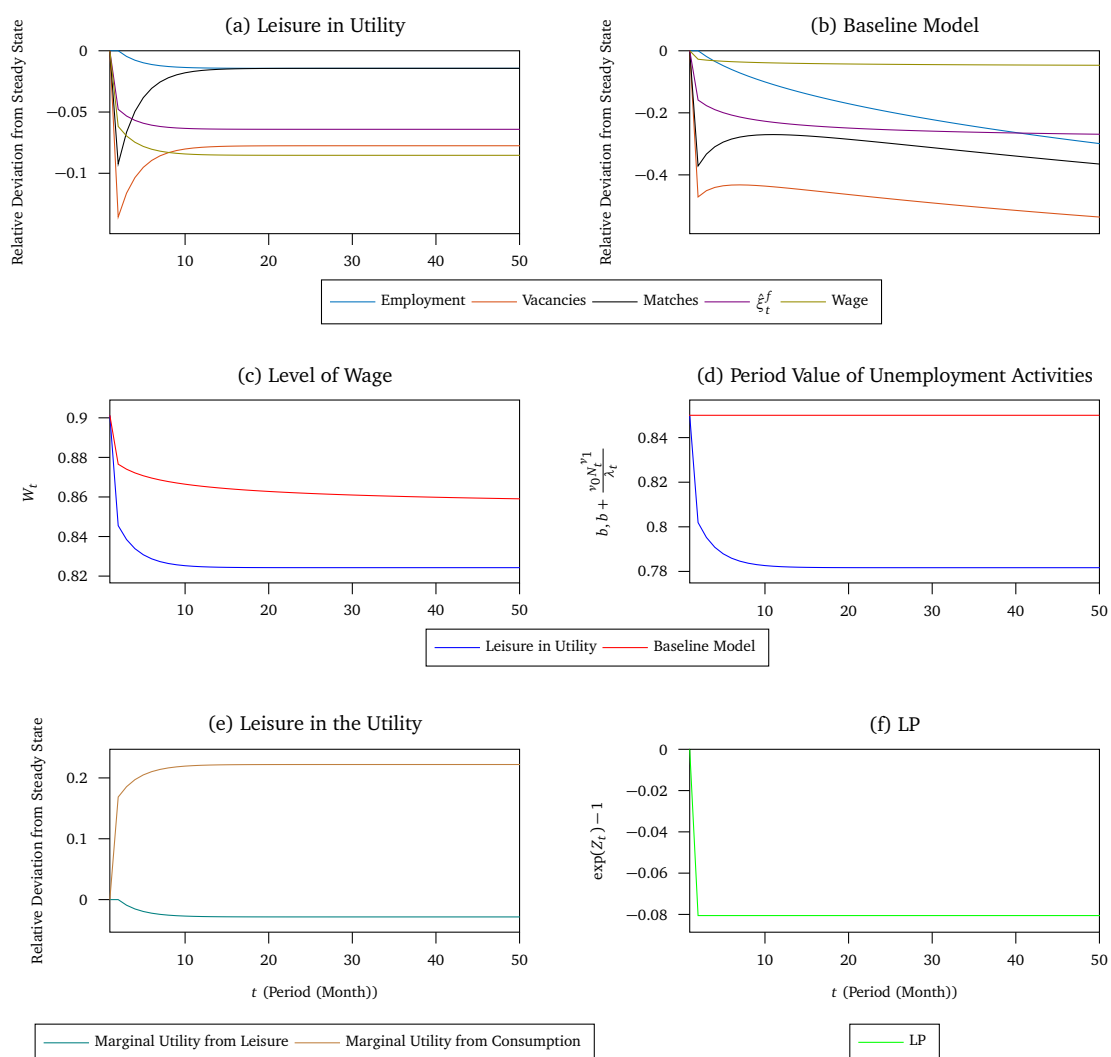 (a) Leisure in Utility
(b) Baseline Model
Relative Deviation from Steady State
0
−0.05
−0.1
10 20 30 40 50
Relative Deviation from Steady State
0
−0.2
−0.4
10 20 30 40 50
Employment Vacancies Matches ξ̂ₜᶠ Wage
(c) Level of Wage
(d) Period Value of Unemployment Activities
Wₜ
0.9
0.88
0.86
0.84
0.82
10 20 30 40 50
b, b + ν₀Nₜ^ν₁/λₜ
0.84
0.82
0.8
0.78
10 20 30 40 50
Leisure in Utility Baseline Model
(e) Leisure in the Utility
(f) LP
Relative Deviation from Steady State
0.2
0
10 20 30 40 50
t (Period (Month))
exp(Zₜ) − 1
0
−0.02
−0.04
−0.06
−0.08
10 20 30 40 50
t (Period (Month))
Marginal Utility from Leisure Marginal Utility from Consumption
LP